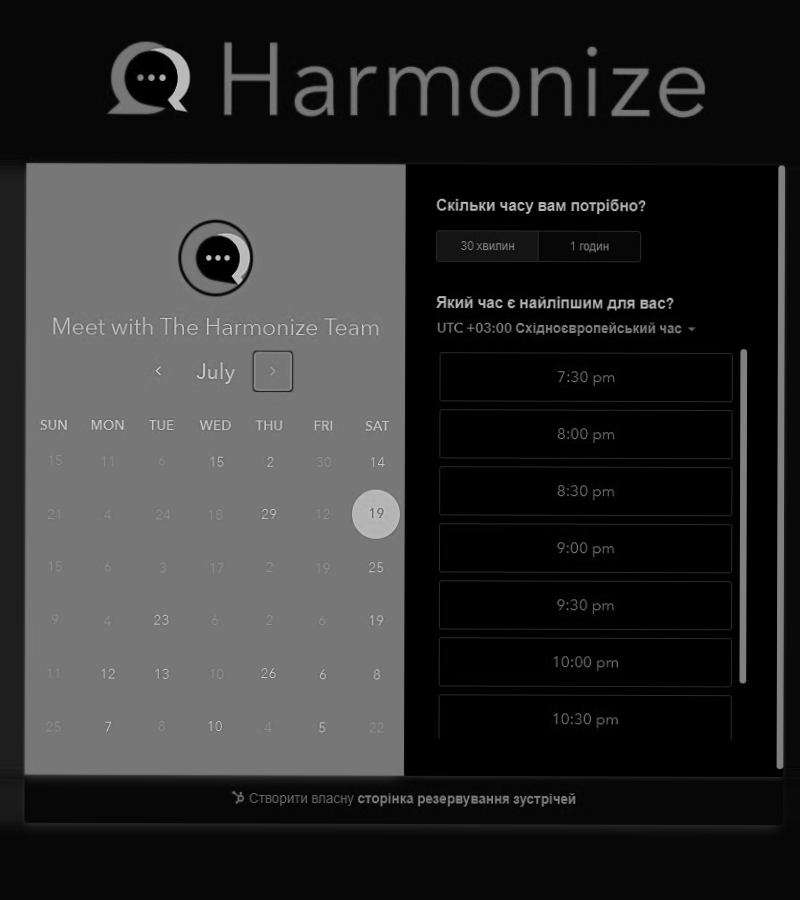 Harmonize
Meet with The Harmonize Team
July
SUN MON TUE WED THU FRI SAT
15 11 6 15 2 30 14
21 4 24 18 29 12 19
15 6 3 17 2 19 25
9 4 23 6 2 6 19
11 12 13 10 26 6 8
25 7 8 10 4 5 22
Скільки часу вам потрібно?
30 хвилин 1 годин
Який час є найліпшим для вас?
UTC +03:00 Східноєвропейський час
7:30 pm
8:00 pm
8:30 pm
9:00 pm
9:30 pm
10:00 pm
10:30 pm
Створити власну сторінка резервування зустрічей